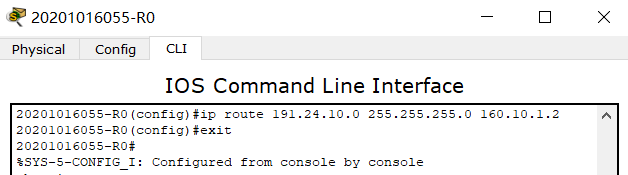 20201016055-R0
Physical Config CLI
IOS Command Line Interface
20201016055-R0(config)#ip route 191.24.10.0 255.255.255.0 160.10.1.2
20201016055-R0(config)#exit
20201016055-R0#
%SYS-5-CONFIG_I: Configured from console by console